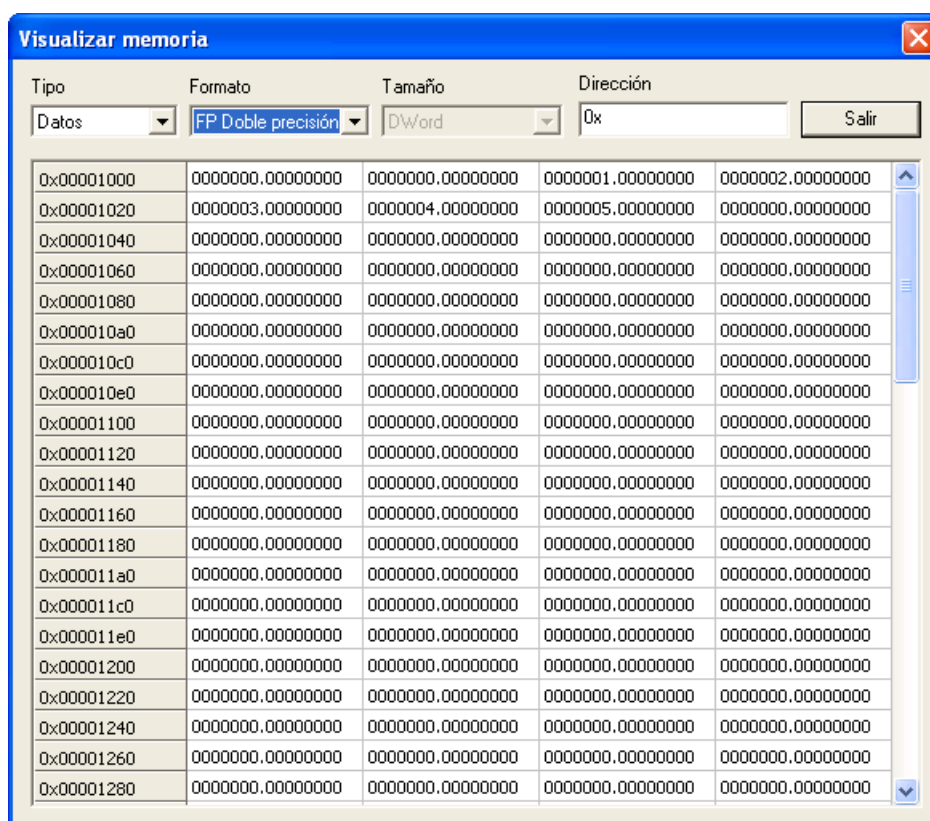 Visualizar memoria
Tipo Formato Tamaño Dirección
Datos FP Doble precisión DWord 0x Salir
0x00001000 0000000.00000000 0000000.00000000 0000001.00000000 0000002.00000000
0x00001020 0000003.00000000 0000004.00000000 0000005.00000000 0000000.00000000
0x00001040 0000000.00000000 0000000.00000000 0000000.00000000 0000000.00000000
0x00001060 0000000.00000000 0000000.00000000 0000000.00000000 0000000.00000000
0x00001080 0000000.00000000 0000000.00000000 0000000.00000000 0000000.00000000
0x000010a0 0000000.00000000 0000000.00000000 0000000.00000000 0000000.00000000
0x000010c0 0000000.00000000 0000000.00000000 0000000.00000000 0000000.00000000
0x000010e0 0000000.00000000 0000000.00000000 0000000.00000000 0000000.00000000
0x00001100 0000000.00000000 0000000.00000000 0000000.00000000 0000000.00000000
0x00001120 0000000.00000000 0000000.00000000 0000000.00000000 0000000.00000000
0x00001140 0000000.00000000 0000000.00000000 0000000.00000000 0000000.00000000
0x00001160 0000000.00000000 0000000.00000000 0000000.00000000 0000000.00000000
0x00001180 0000000.00000000 0000000.00000000 0000000.00000000 0000000.00000000
0x000011a0 0000000.00000000 0000000.00000000 0000000.00000000 0000000.00000000
0x000011c0 0000000.00000000 0000000.00000000 0000000.00000000 0000000.00000000
0x000011e0 0000000.00000000 0000000.00000000 0000000.00000000 0000000.00000000
0x00001200 0000000.00000000 0000000.00000000 0000000.00000000 0000000.00000000
0x00001220 0000000.00000000 0000000.00000000 0000000.00000000 0000000.00000000
0x00001240 0000000.00000000 0000000.00000000 0000000.00000000 0000000.00000000
0x00001260 0000000.00000000 0000000.00000000 0000000.00000000 0000000.00000000
0x00001280 0000000.00000000 0000000.00000000 0000000.00000000 0000000.00000000